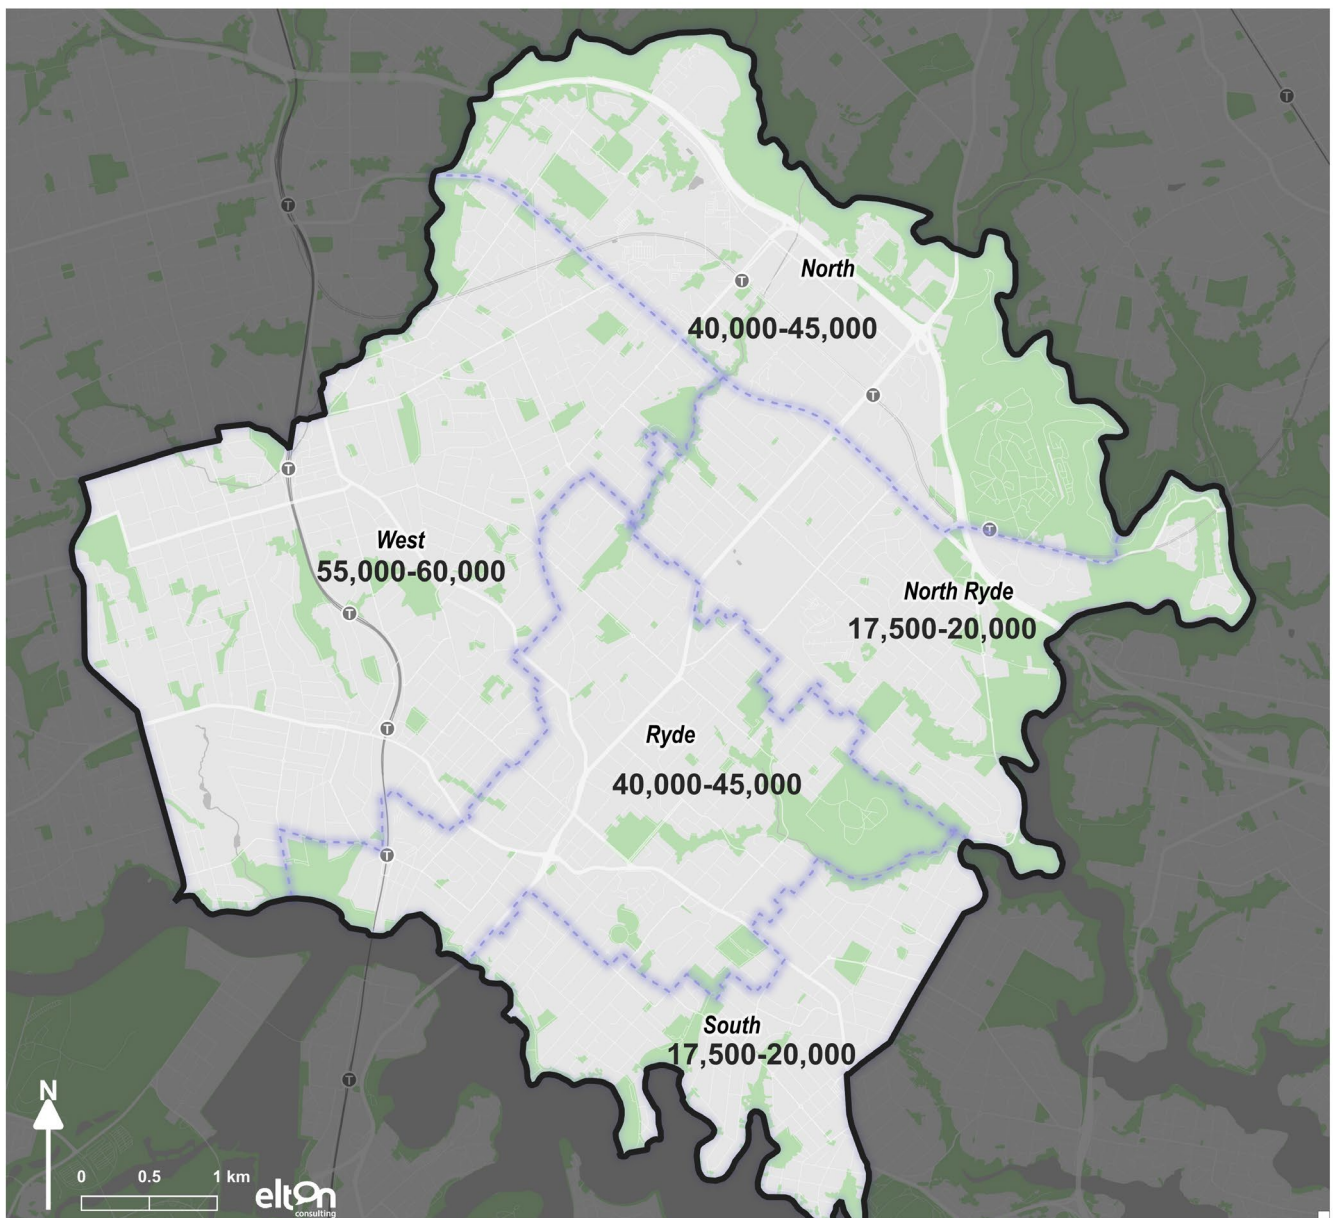 T
T
North
T
40,000-45,000
T
T
West
55,000-60,000
T
North Ryde
17,500-20,000
T
T
Ryde
40,000-45,000
T
South
17,500-20,000
T
N
0 0.5 1 km
elton
consulting